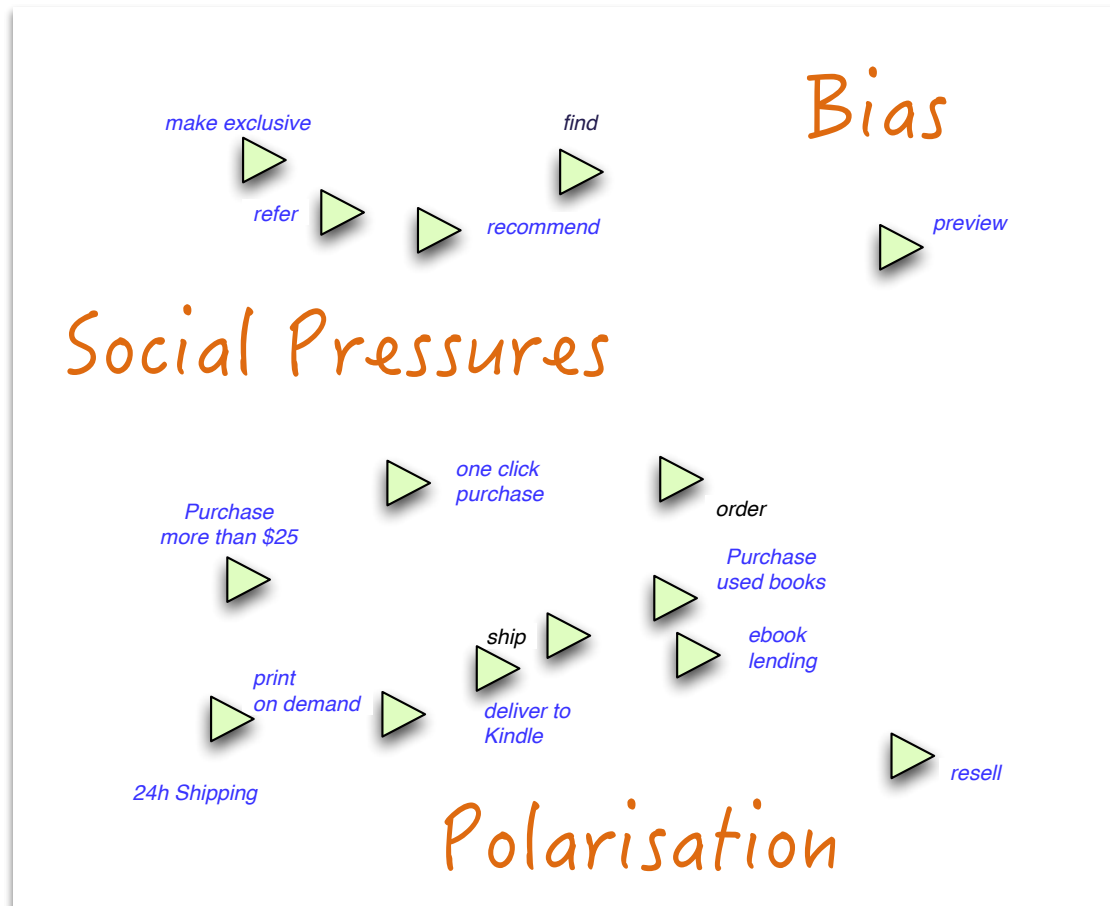 Bias
make exclusive
find
refer
recommend
preview
Social Pressures
one click
purchase
order
Purchase
more than $25
Purchase
used books
ship
ebook
lending
print
on demand
deliver to
Kindle
resell
24h Shipping
Polarisation